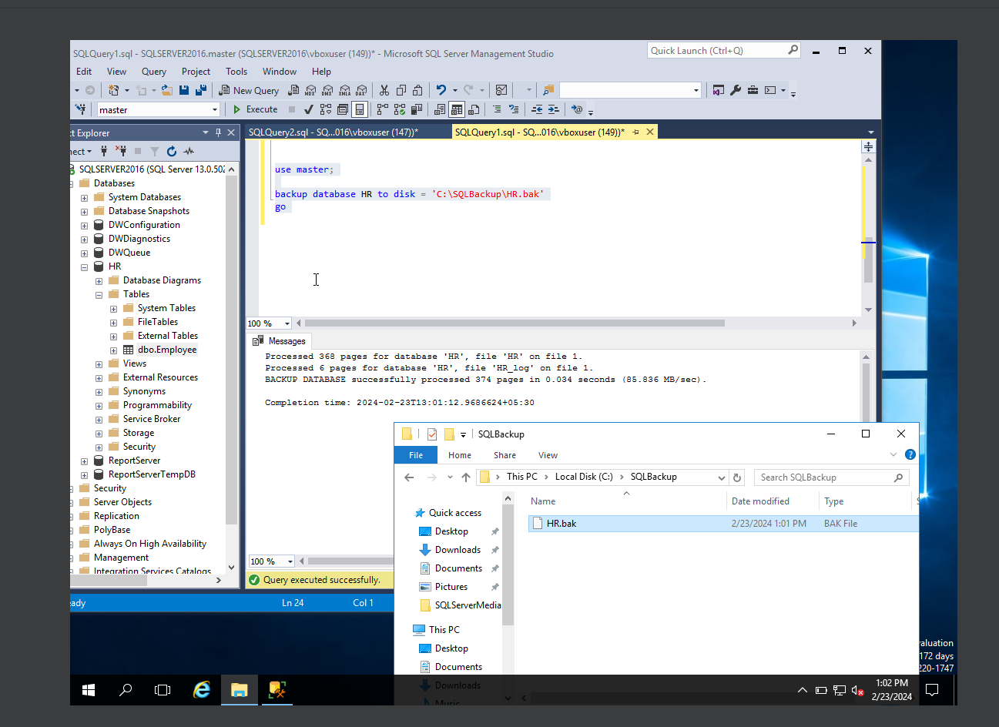 SQLQuery1.sql - SQLSERVER2016.master (SQLSERVER2016\vboxuser (149))* - Microsoft SQL Server Management Studio
Quick Launch (Ctrl+Q)
Edit View Query Project Tools Window Help
New Query MDX DMX XMLA DAX
master Execute
ct Explorer
SQLQuery2.sql - SQ...016\vboxuser (147))*
SQLQuery1.sql - SQ...016\vboxuser (149))*
nect
SQLSERVER2016 (SQL Server 13.0.502
Databases
System Databases
Database Snapshots
DWConfiguration
DWDiagnostics
DWQueue
HR
Database Diagrams
Tables
System Tables
FileTables
External Tables
dbo.Employee
Views
External Resources
Synonyms
Programmability
Service Broker
Storage
Security
ReportServer
ReportServerTempDB
Security
Server Objects
Replication
PolyBase
Always On High Availability
Management
Integration Services Catalogs
use master;
backup database HR to disk = 'C:\SQLBackup\HR.bak'
go
100 %
Messages
Processed 368 pages for database 'HR', file 'HR' on file 1.
Processed 6 pages for database 'HR', file 'HR_log' on file 1.
BACKUP DATABASE successfully processed 374 pages in 0.034 seconds (85.836 MB/sec).
Completion time: 2024-02-23T13:01:12.9686624+05:30
100 %
Query executed successfully.
eady Ln 24 Col 1
SQLBackup
File Home Share View
This PC Local Disk (C:) SQLBackup
Search SQLBackup
Name Date modified Type S
HR.bak 2/23/2024 1:01 PM BAK File
Quick access
Desktop
Downloads
Documents
Pictures
SQLServerMedia
This PC
Desktop
Documents
Downloads
Music
valuation
172 days
220-1747
1:02 PM
2/23/2024